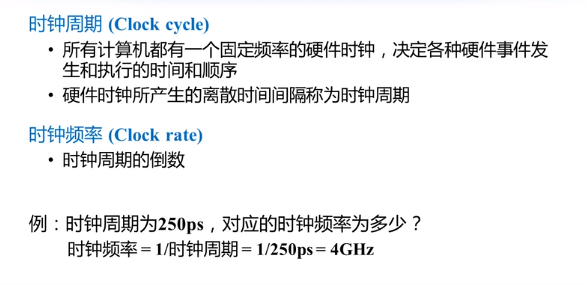 时钟周期 (Clock cycle)
• 所有计算机都有一个固定频率的硬件时钟，决定各种硬件事件发
生和执行的时间和顺序
• 硬件时钟所产生的离散时间间隔称为时钟周期
时钟频率 (Clock rate)
• 时钟周期的倒数
例：时钟周期为250ps，对应的时钟频率为多少？
时钟频率 = 1/时钟周期 = 1/250ps = 4GHz